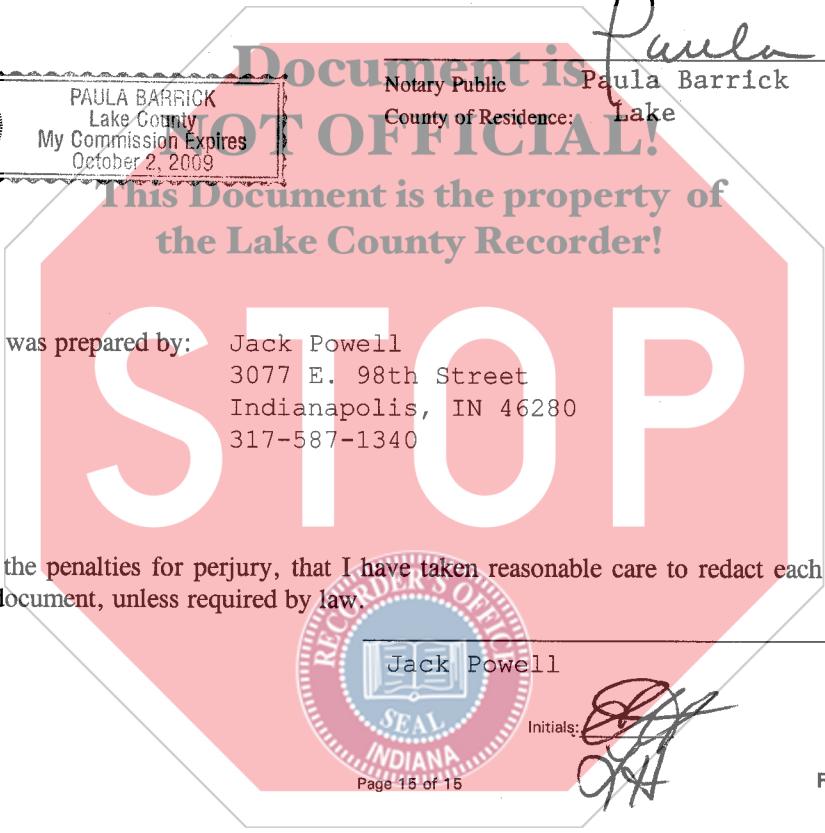 Paula
Document is
NOT OFFICIAL!
This Document is the property of
the Lake County Recorder!
PAULA BARRICK
Lake County
My Commission Expires
October 2, 2009
Notary Public Paula Barrick
County of Residence: Lake
STOP
was prepared by: Jack Powell
3077 E. 98th Street
Indianapolis, IN 46280
317-587-1340
the penalties for perjury, that I have taken reasonable care to redact each
document, unless required by law.
RECORDER'S OFFICE
SEAL
INDIANA
Jack Powell
Initials:
Page 15 of 15
F